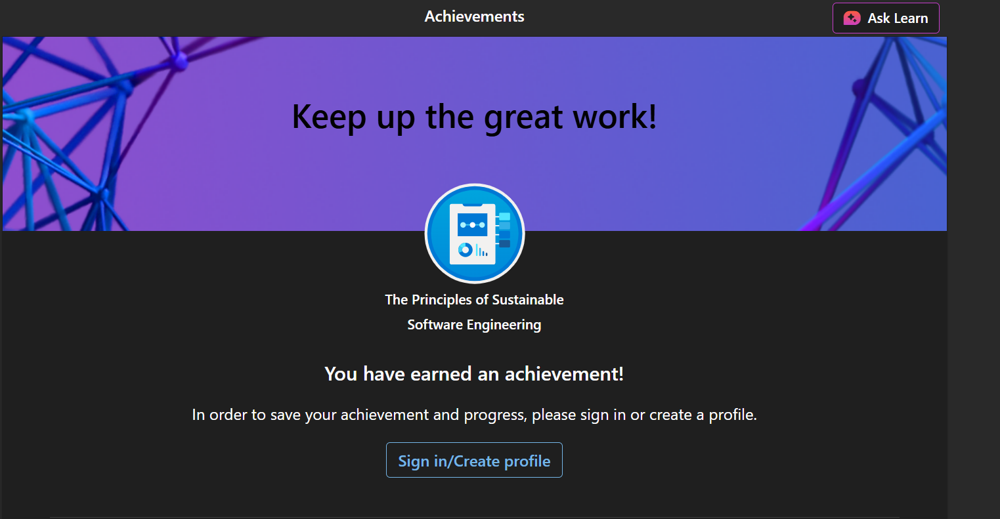 Achievements
Ask Learn
Keep up the great work!
The Principles of Sustainable
Software Engineering
You have earned an achievement!
In order to save your achievement and progress, please sign in or create a profile.
Sign in/Create profile